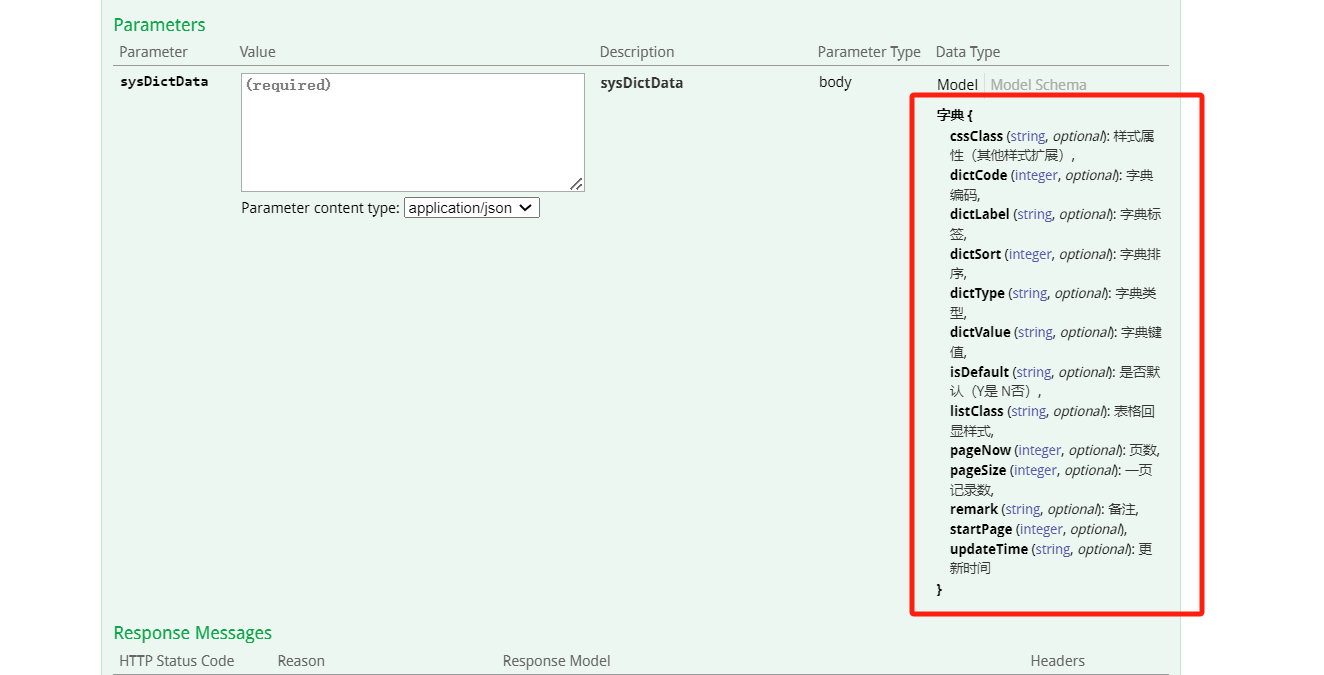 Parameters
Parameter Value Description Parameter Type Data Type
sysDictData (required) sysDictData body Model Model Schema
Parameter content type: application/json
字典 {
cssClass (string, optional): 样式属
性（其他样式扩展）,
dictCode (integer, optional): 字典
编码,
dictLabel (string, optional): 字典标
签,
dictSort (integer, optional): 字典排
序,
dictType (string, optional): 字典类
型,
dictValue (string, optional): 字典键
值,
isDefault (string, optional): 是否默
认（Y是 N否）,
listClass (string, optional): 表格回
显样式,
pageNow (integer, optional): 页数,
pageSize (integer, optional): 一页
记录数,
remark (string, optional): 备注,
startPage (integer, optional),
updateTime (string, optional): 更
新时间
}
Response Messages
HTTP Status Code Reason Response Model Headers